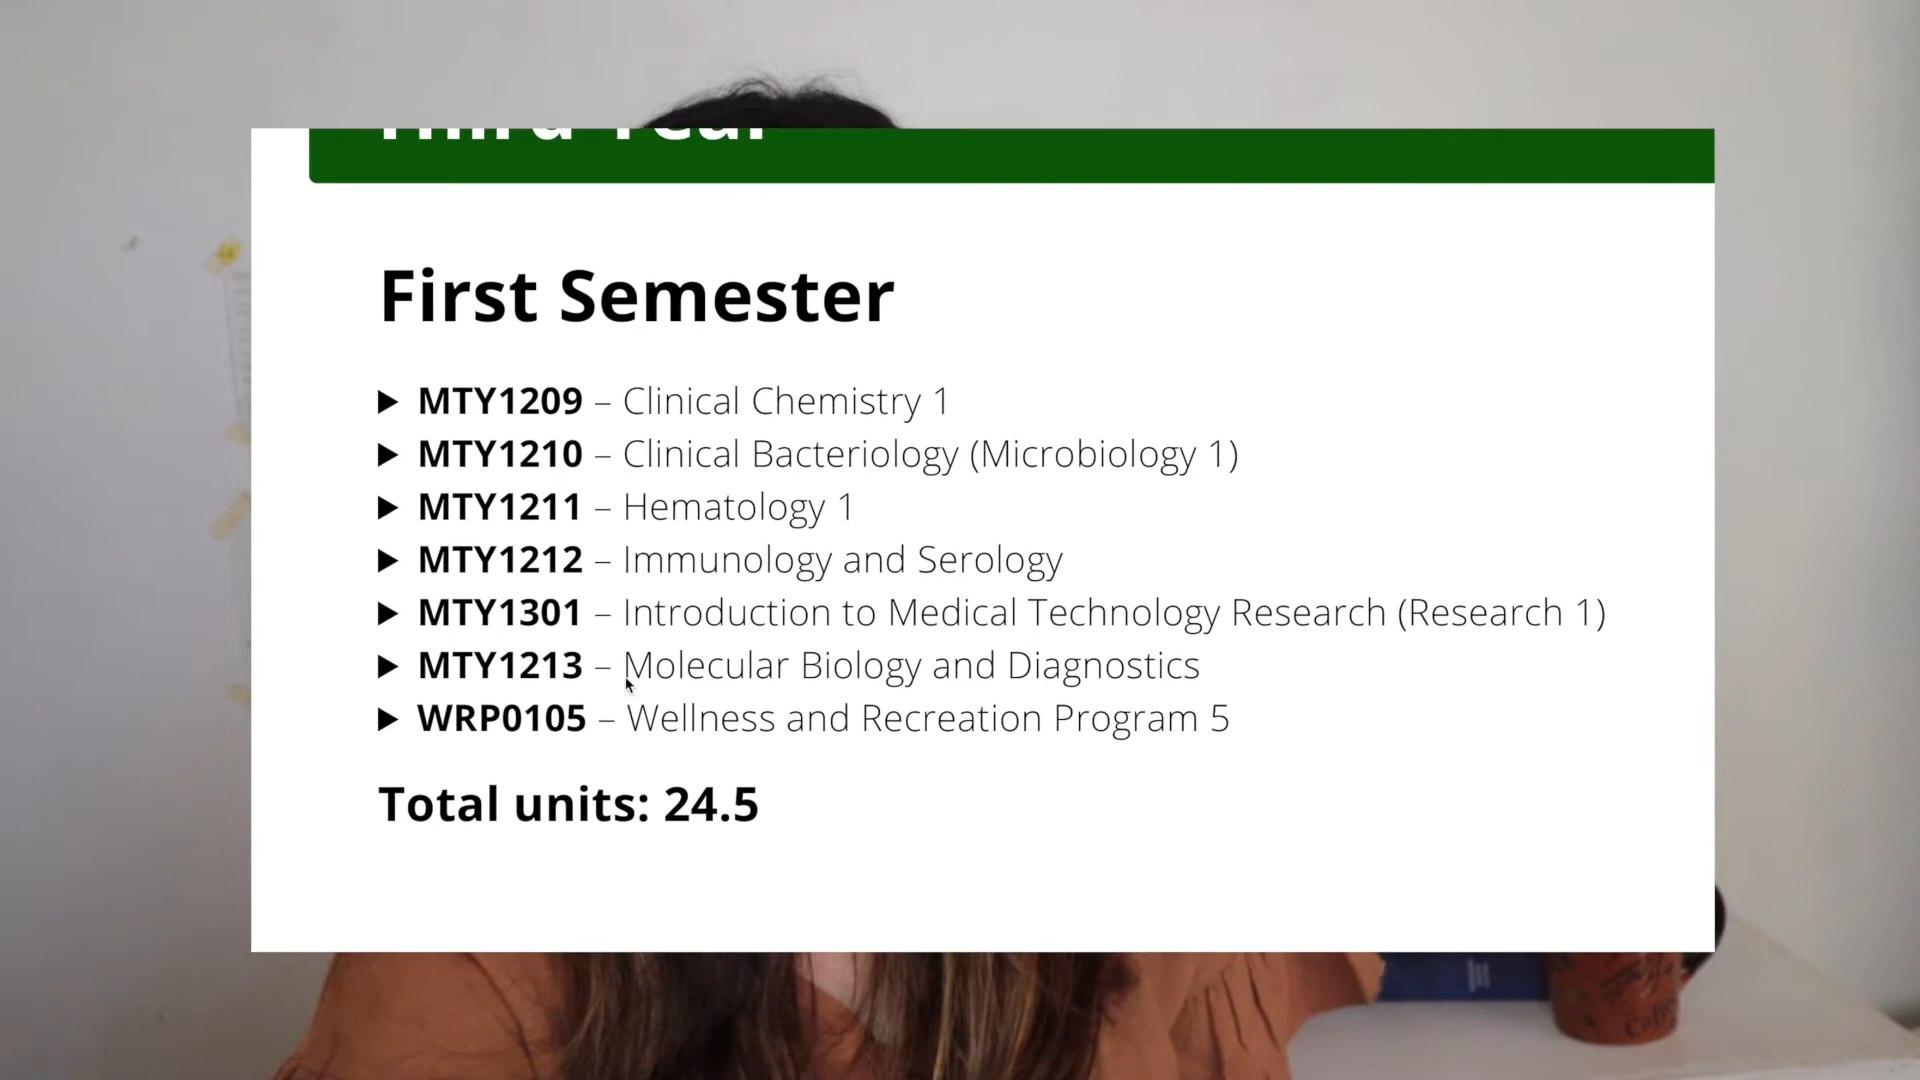 Third Year
First Semester
▶ MTY1209 – Clinical Chemistry 1
▶ MTY1210 – Clinical Bacteriology (Microbiology 1)
▶ MTY1211 – Hematology 1
▶ MTY1212 – Immunology and Serology
▶ MTY1301 – Introduction to Medical Technology Research (Research 1)
▶ MTY1213 – Molecular Biology and Diagnostics
▶ WRP0105 – Wellness and Recreation Program 5
Total units: 24.5